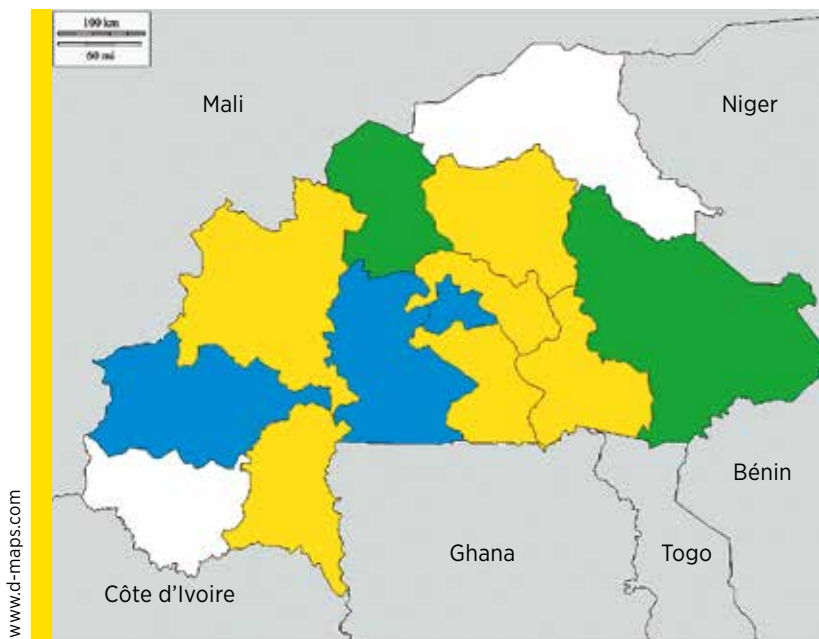 100 km
60 mi
Mali
Niger
Bénin
Ghana
Togo
Côte d'Ivoire
www.d-maps.com